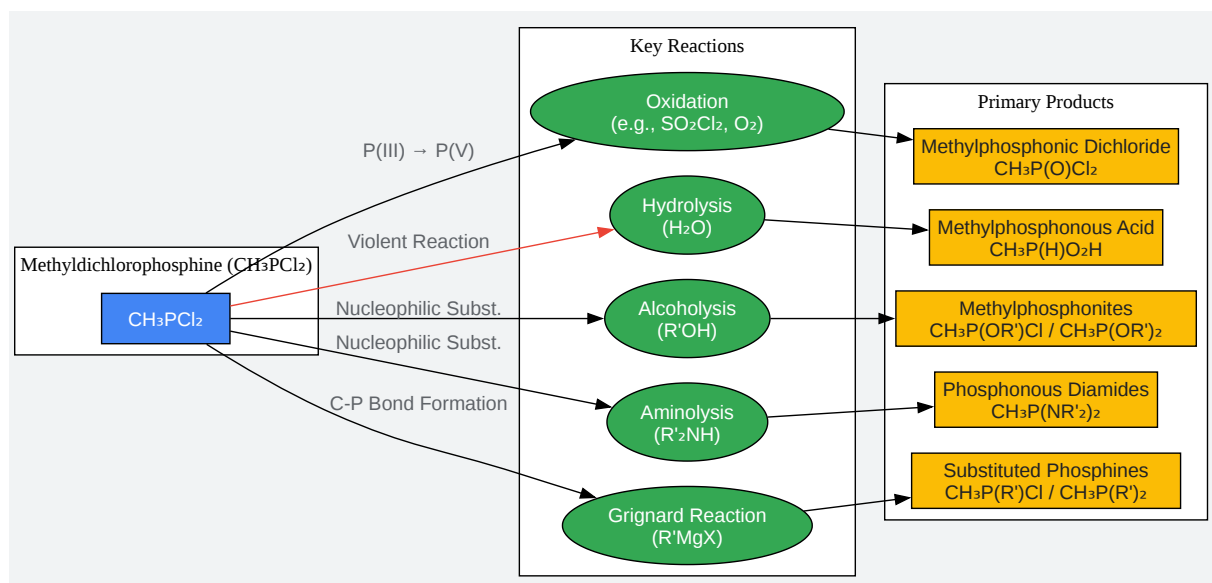 Key Reactions
Primary Products
Oxidation
(e.g., SO₂Cl₂, O₂)
Methylphosphonic Dichloride
CH₃P(O)Cl₂
P(III) → P(V)
Hydrolysis
(H₂O)
Methylphosphonous Acid
CH₃P(H)O₂H
Violent Reaction
Methyldichlorophosphine (CH₃PCl₂)
CH₃PCl₂
Nucleophilic Subst.
Alcoholysis
(R'OH)
Methylphosphonites
CH₃P(OR')Cl / CH₃P(OR')₂
Nucleophilic Subst.
Aminolysis
(R'₂NH)
Phosphonous Diamides
CH₃P(NR'₂)₂
C-P Bond Formation
Grignard Reaction
(R'MgX)
Substituted Phosphines
CH₃P(R')Cl / CH₃P(R')₂